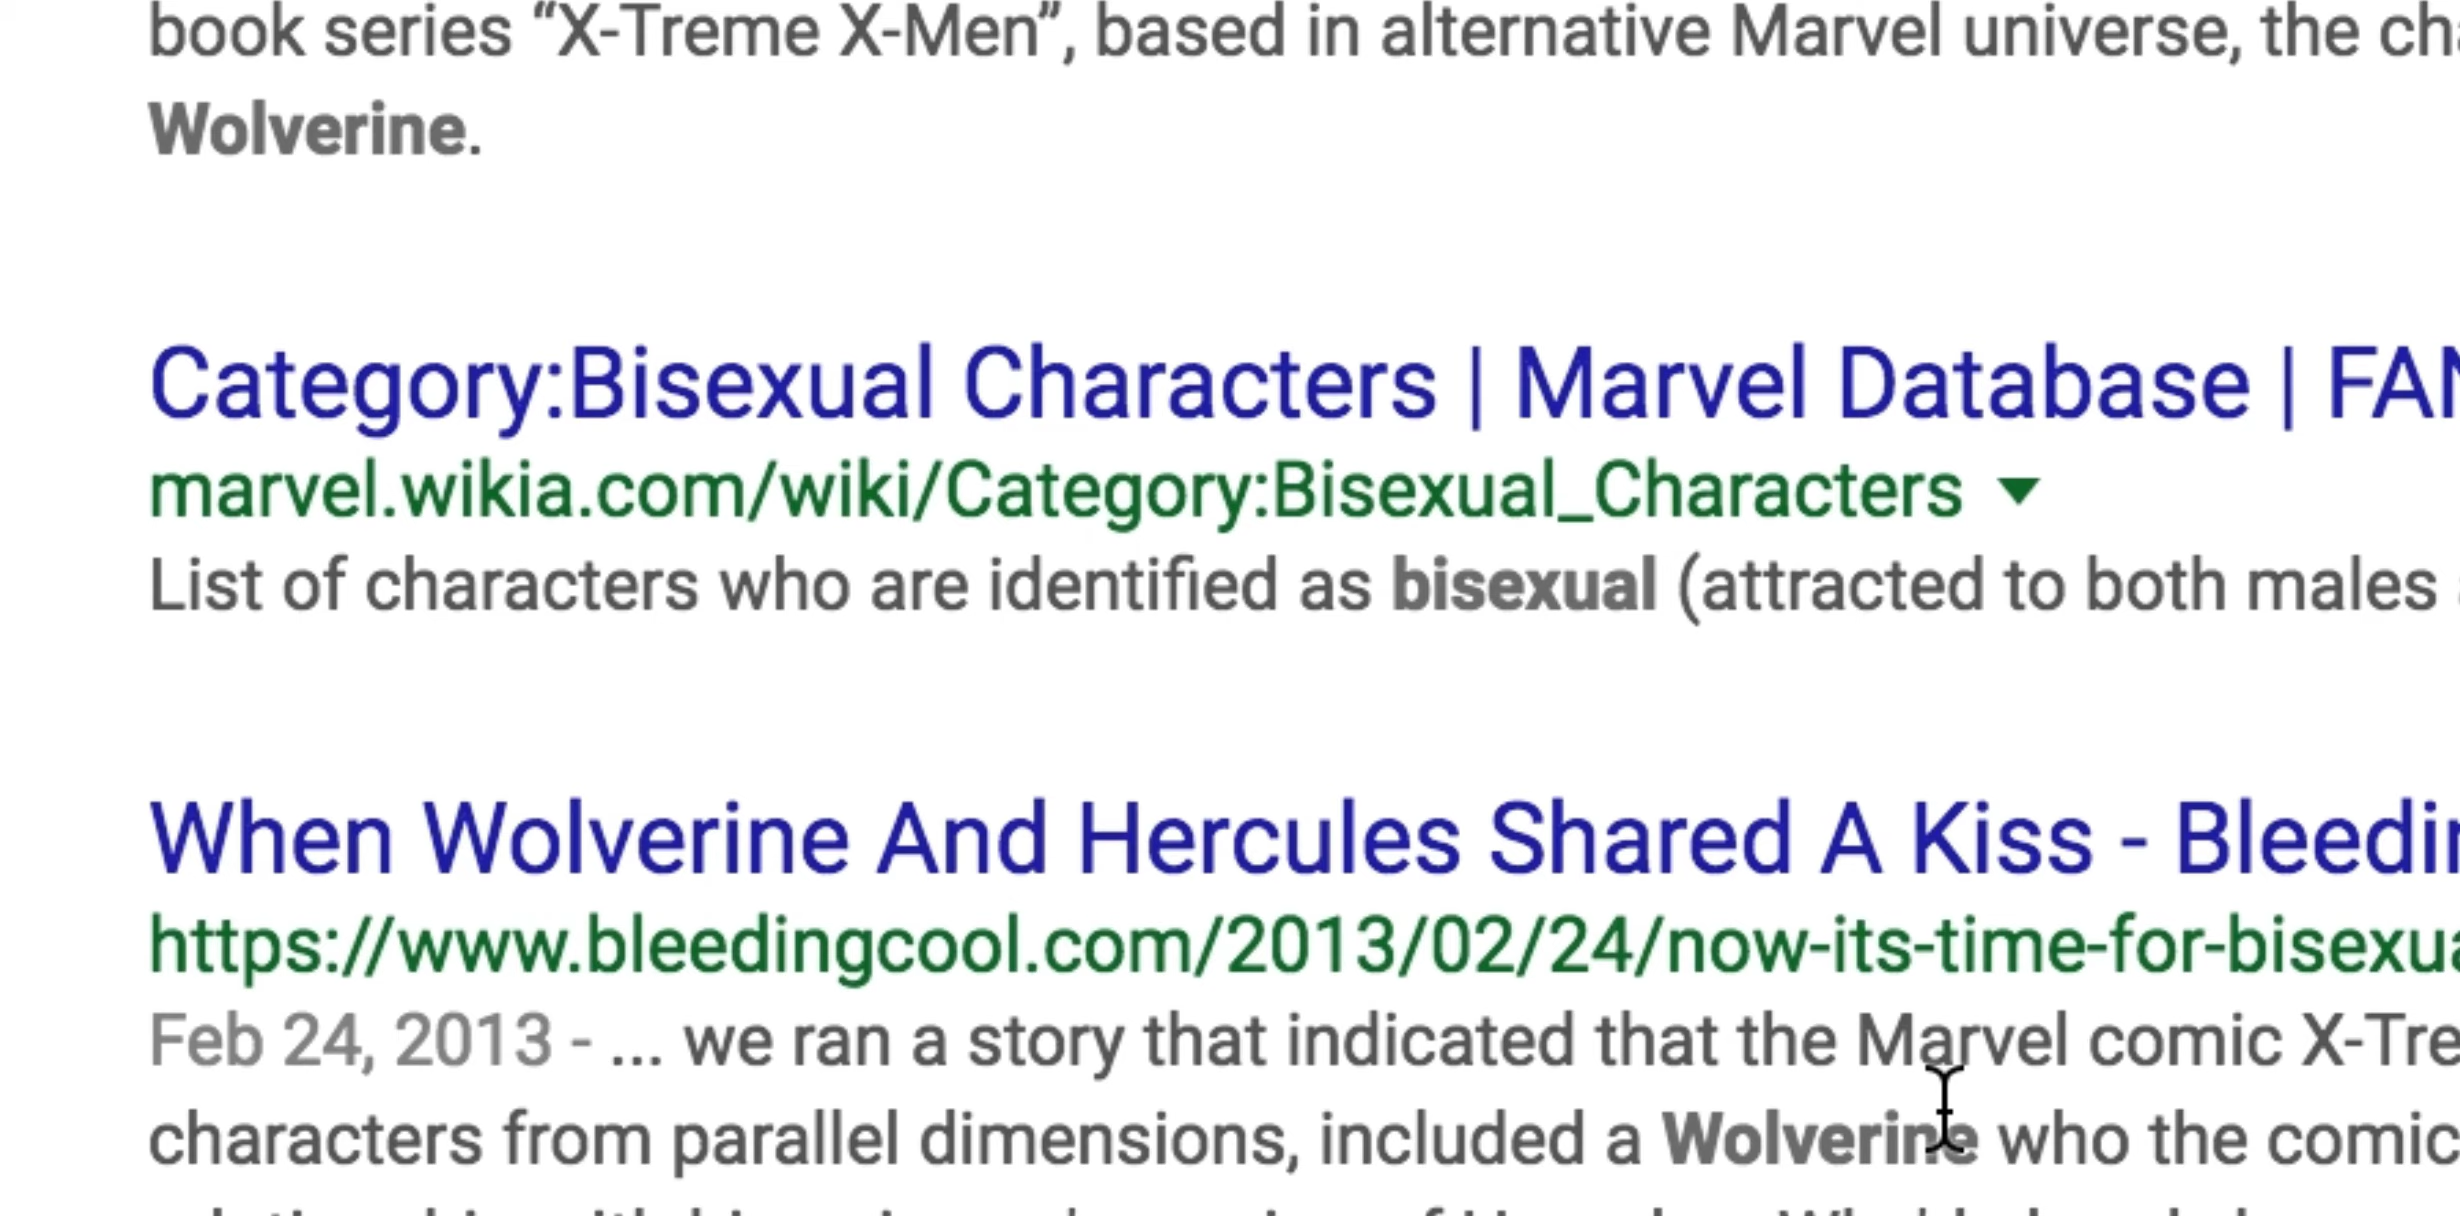 book series “X-Treme X-Men”, based in alternative Marvel universe, the
Wolverine.
Category:Bisexual Characters | Marvel Database |
marvel.wikia.com/wiki/Category:Bisexual_Characters
List of characters who are identified as bisexual (attracted to both males
When Wolverine And Hercules Shared A Kiss -
https://www.bleedingcool.com/2013/02/24/now-its-time-for-bisexua
Feb 24, 2013 - ... we ran a story that indicated that the Marvel comic
characters from parallel dimensions, included a Wolverine who the comic